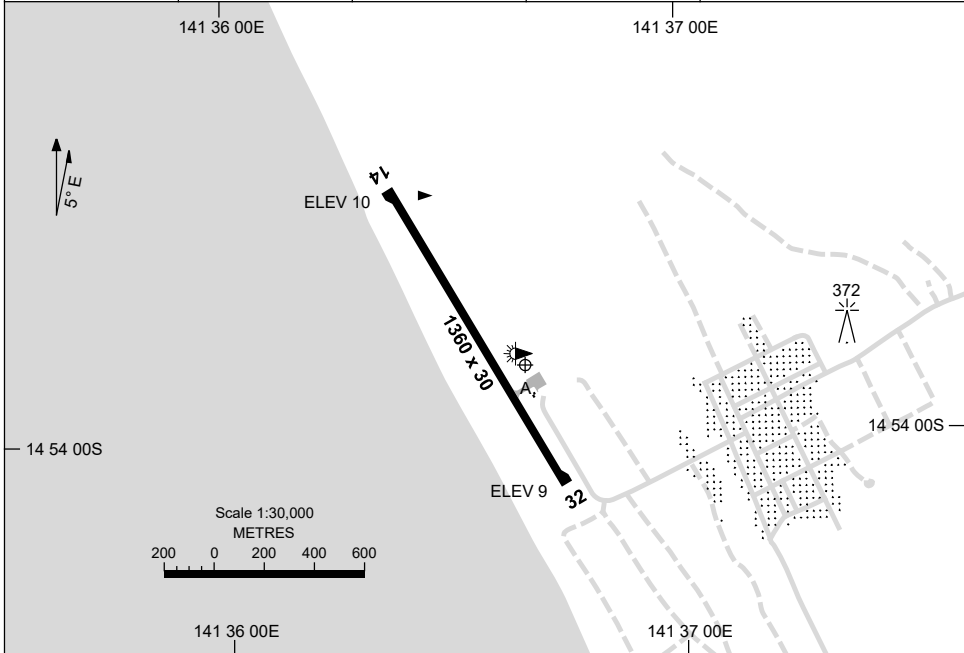 141 36 00E
141 37 00E
5° E
14
ELEV 10
372
1360 x 30
A
14 54 00S
14 54 00S
ELEV 9
32
Scale 1:30,000
METRES
200 0 200 400 600
141 36 00E
141 37 00E